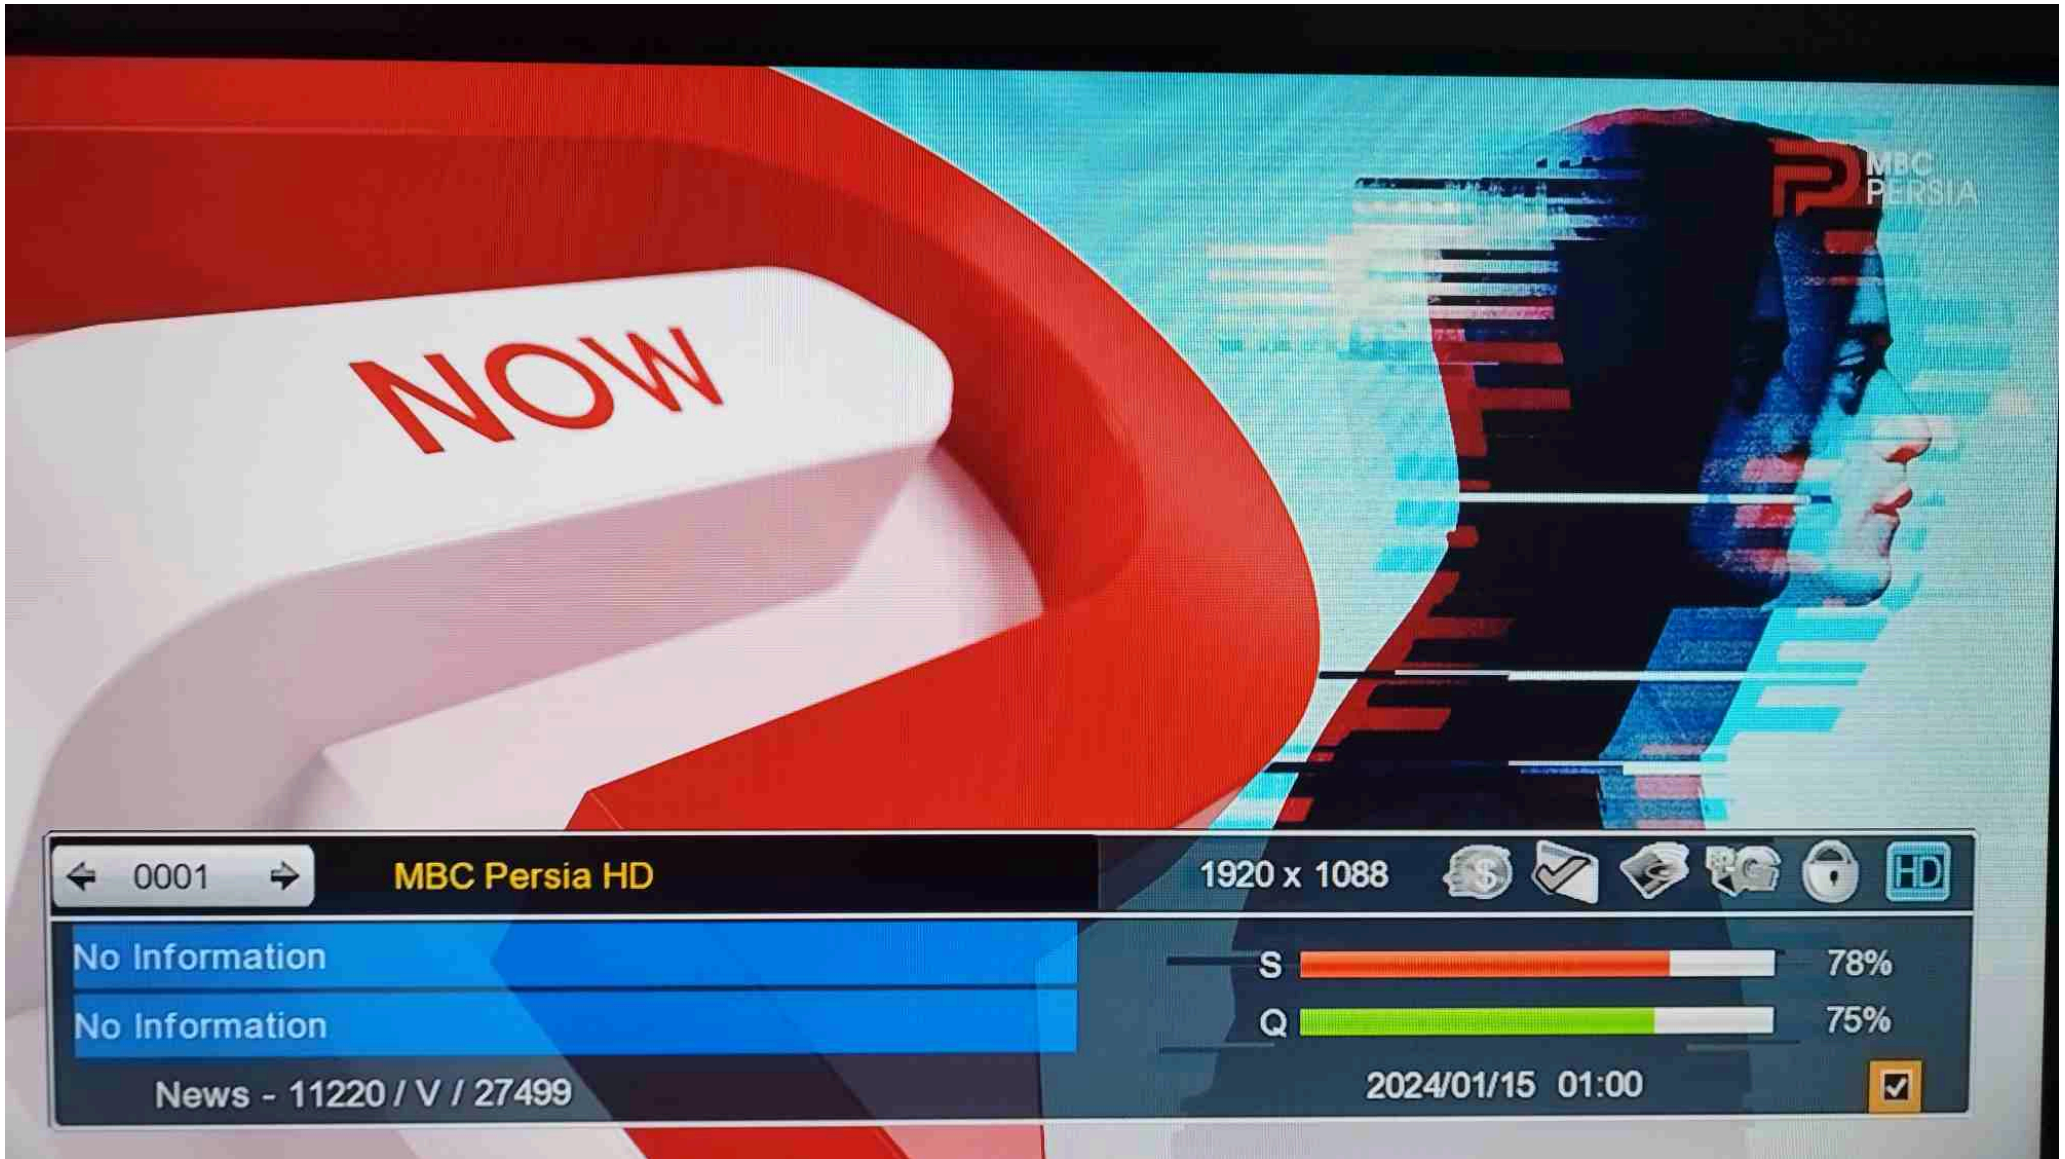 MBC
PERSIA
NOW
0001
MBC Persia HD
1920 x 1088
HD
No Information
S
78%
No Information
Q
75%
News - 11220 / V / 27499
2024/01/15 01:00